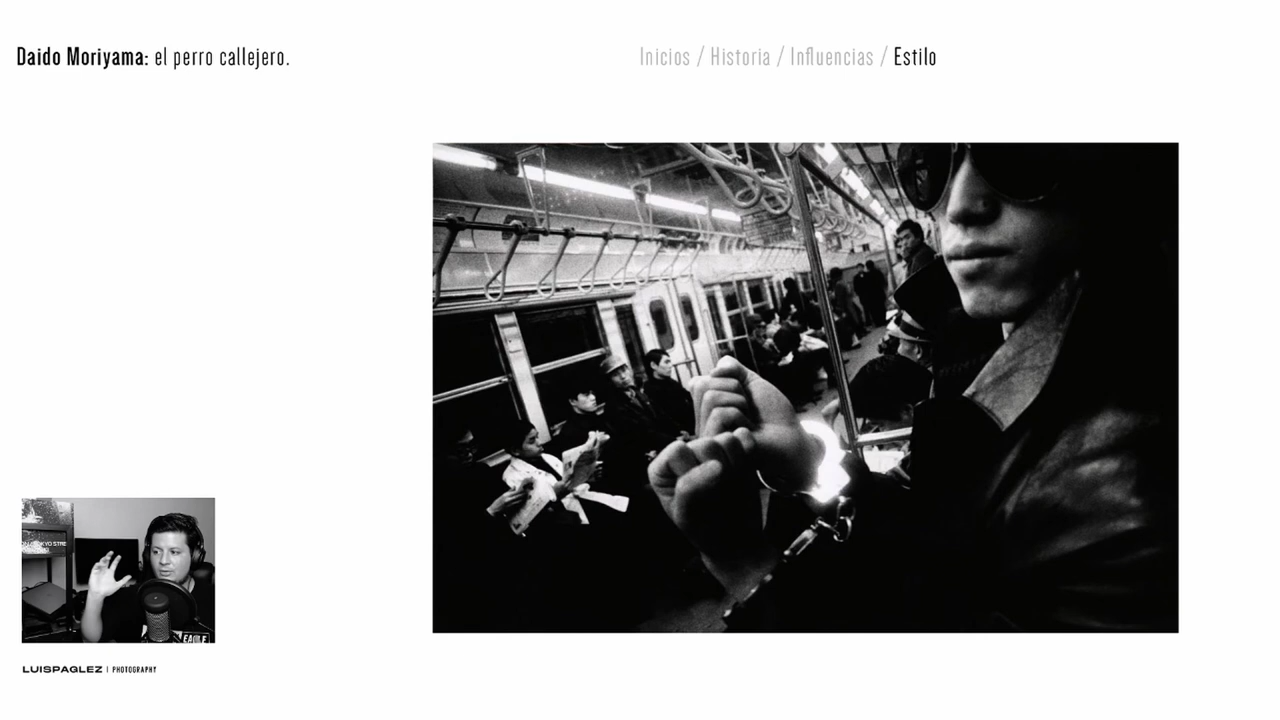 Daido Moriyama: el perro callejero.
Inicios / Historia / Influencias / Estilo
LUISPAGLEZ | PHOTOGRAPHY